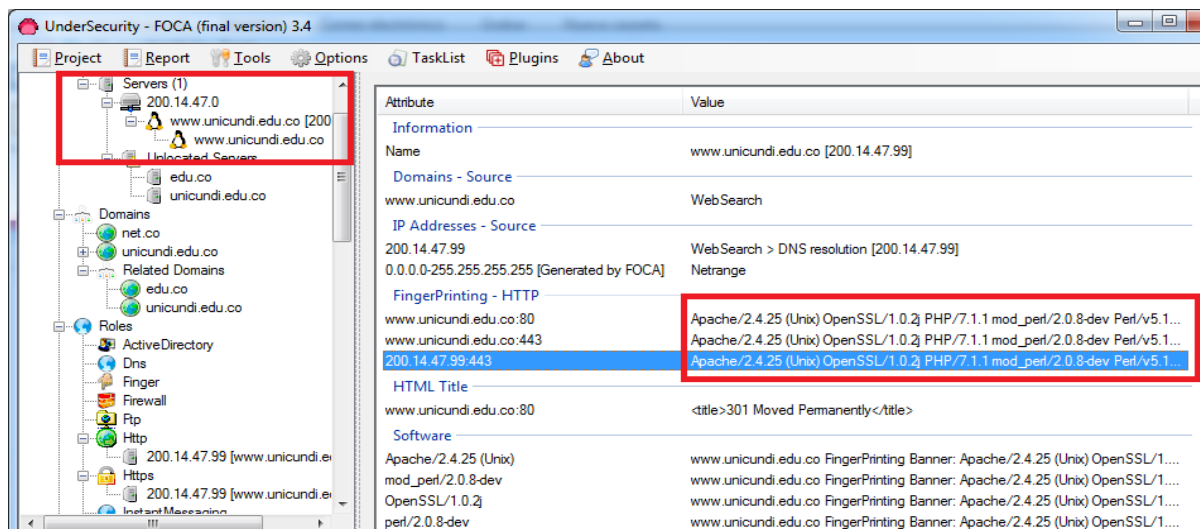 UnderSecurity - FOCA (final version) 3.4
Project Report Tools Options TaskList Plugins About
Servers (1)
200.14.47.0
www.unicundi.edu.co [200
www.unicundi.edu.co
Unlocated Servers
edu.co
unicundi.edu.co
Domains
net.co
unicundi.edu.co
Related Domains
edu.co
unicundi.edu.co
Roles
ActiveDirectory
Dns
Finger
Firewall
Ftp
Http
200.14.47.99 [www.unicundi.e
Https
200.14.47.99 [www.unicundi.e
InstantMessaging
Attribute Value
Information
Name www.unicundi.edu.co [200.14.47.99]
Domains - Source
www.unicundi.edu.co WebSearch
IP Addresses - Source
200.14.47.99 WebSearch > DNS resolution [200.14.47.99]
0.0.0.0-255.255.255.255 [Generated by FOCA] Netrange
FingerPrinting - HTTP
www.unicundi.edu.co:80 Apache/2.4.25 (Unix) OpenSSL/1.0.2j PHP/7.1.1 mod_perl/2.0.8-dev Perl/v5.1...
www.unicundi.edu.co:443 Apache/2.4.25 (Unix) OpenSSL/1.0.2j PHP/7.1.1 mod_perl/2.0.8-dev Perl/v5.1...
200.14.47.99:443 Apache/2.4.25 (Unix) OpenSSL/1.0.2j PHP/7.1.1 mod_perl/2.0.8-dev Perl/v5.1...
HTML Title
www.unicundi.edu.co:80 <title>301 Moved Permanently</title>
Software
Apache/2.4.25 (Unix) www.unicundi.edu.co FingerPrinting Banner: Apache/2.4.25 (Unix) OpenSSL/1....
mod_perl/2.0.8-dev www.unicundi.edu.co FingerPrinting Banner: Apache/2.4.25 (Unix) OpenSSL/1....
OpenSSL/1.0.2j www.unicundi.edu.co FingerPrinting Banner: Apache/2.4.25 (Unix) OpenSSL/1....
perl/2.0.8-dev www.unicundi.edu.co FingerPrinting Banner: Apache/2.4.25 (Unix) OpenSSL/1....